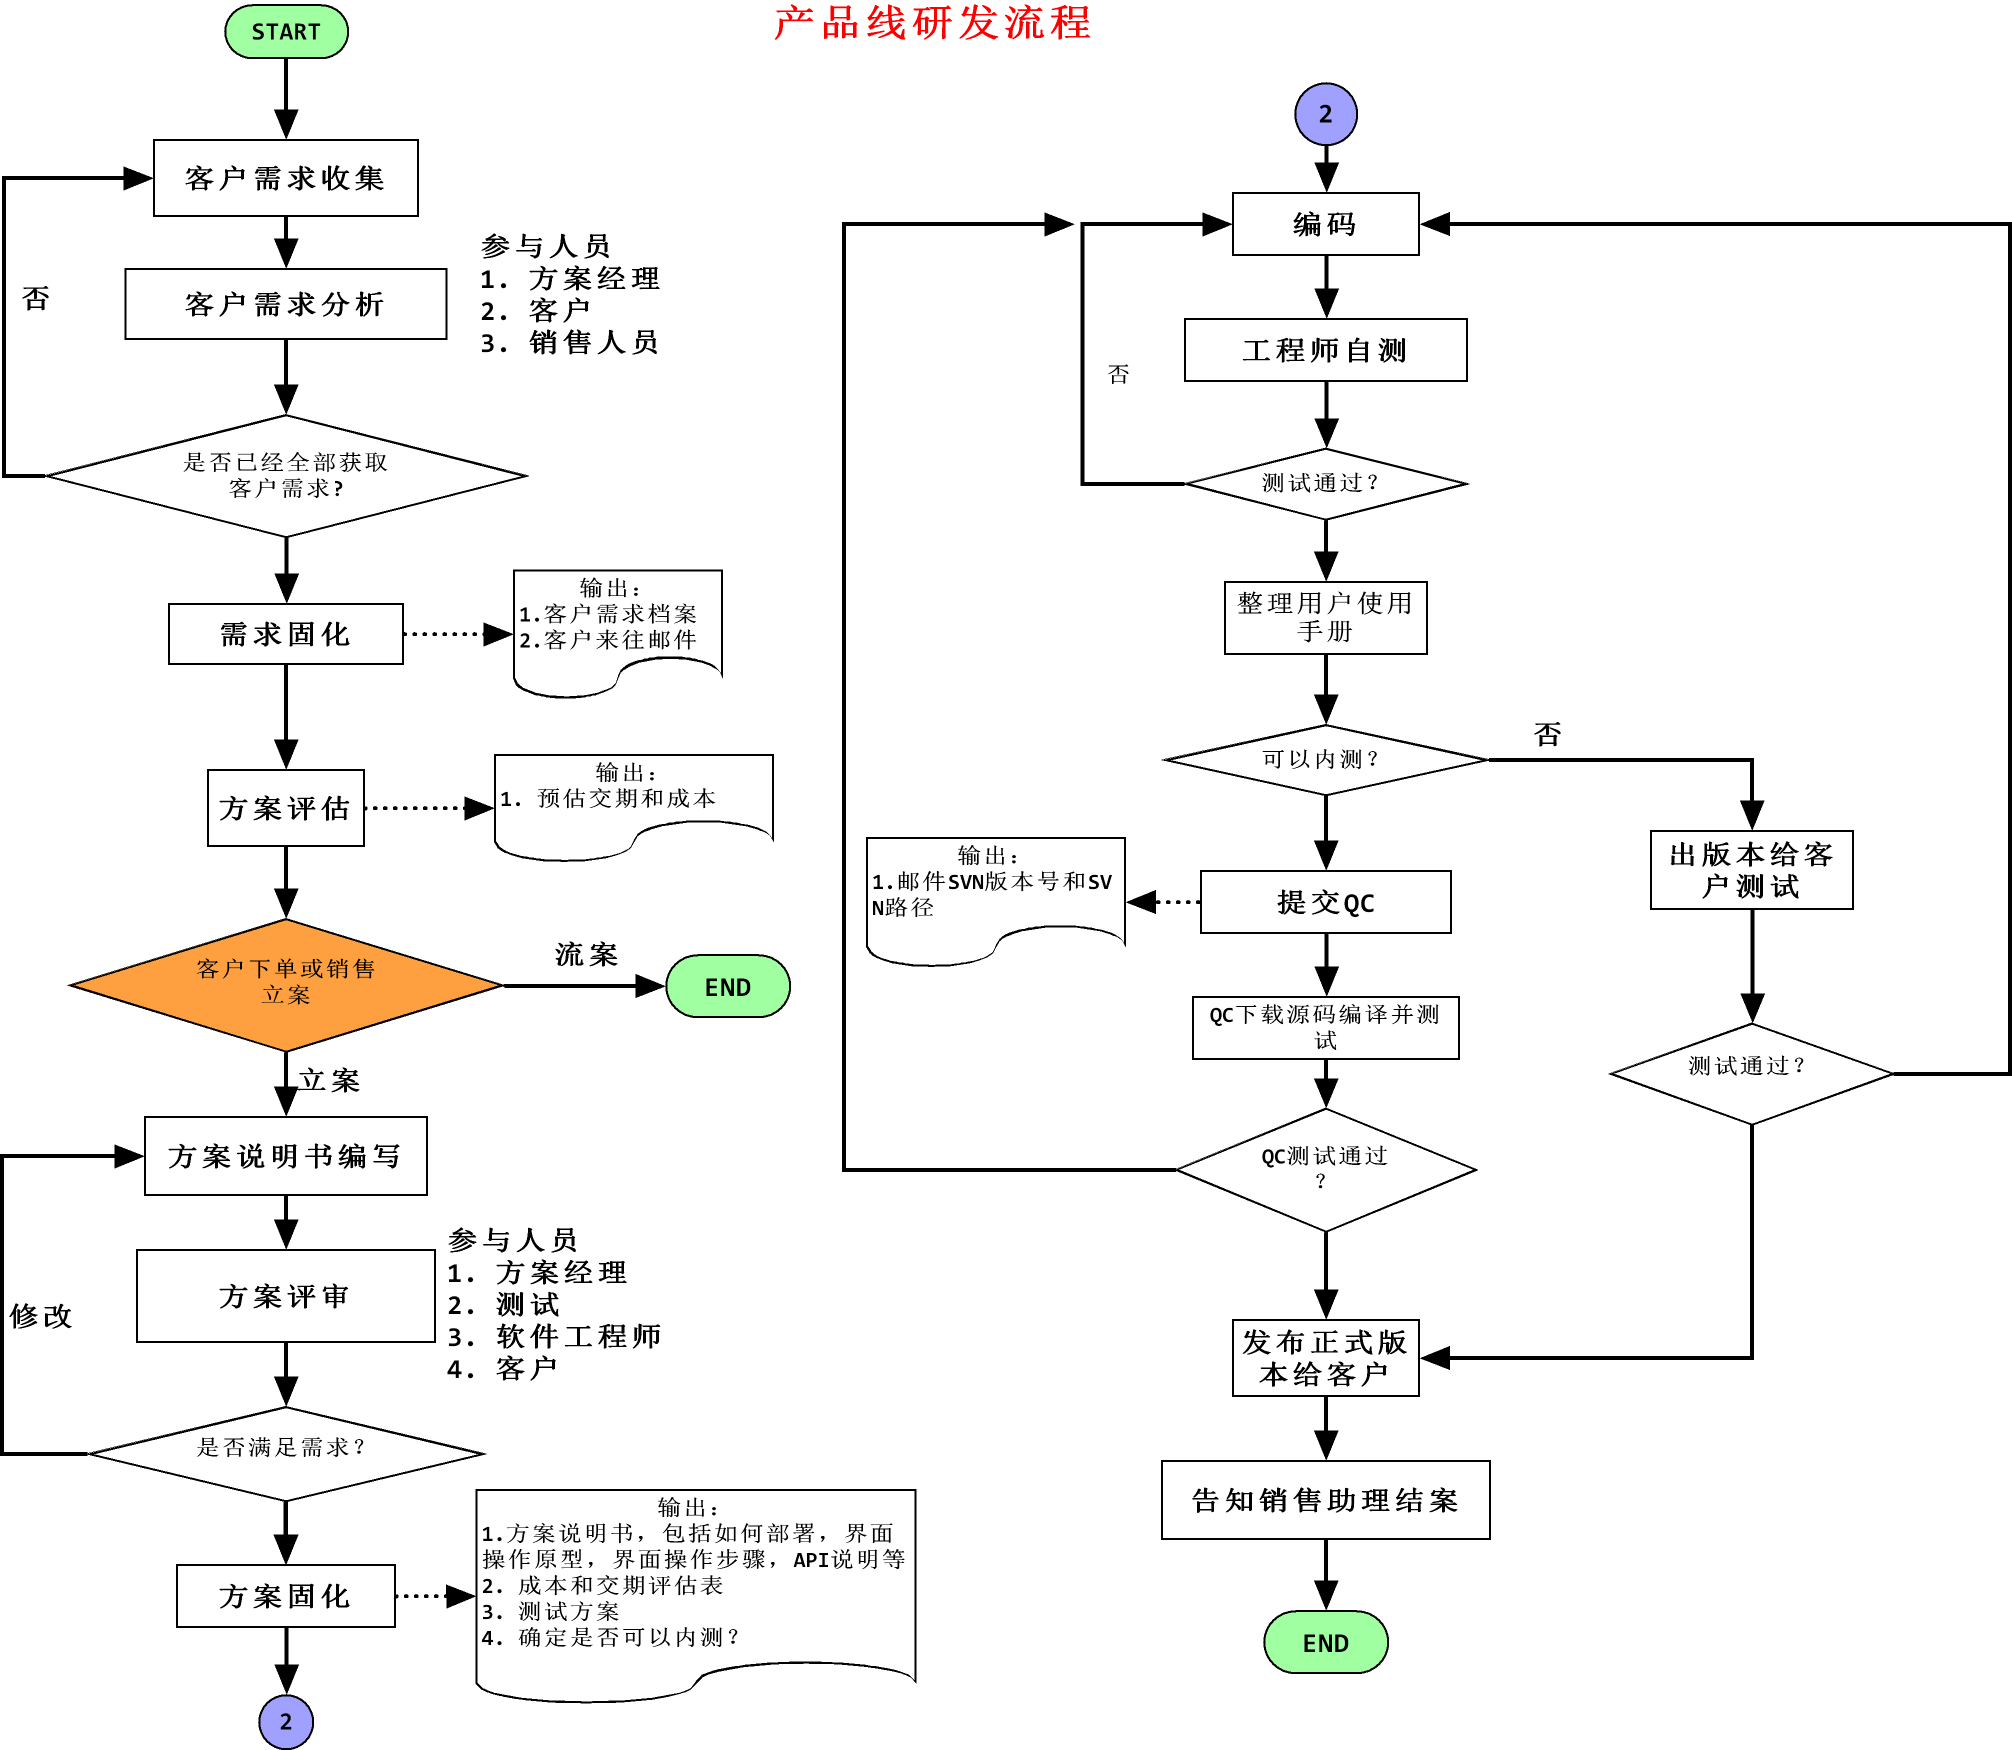 产品线研发流程
START
客户需求收集
客户需求分析
参与人员
1. 方案经理
2. 客户
3. 销售人员
否
是否已经全部获取
客户需求?
需求固化
输出：
1.客户需求档案
2.客户来往邮件
方案评估
输出：
1. 预估交期和成本
客户下单或销售
立案
流案
END
立案
方案说明书编写
方案评审
参与人员
1. 方案经理
2. 测试
3. 软件工程师
4. 客户
修改
是否满足需求？
方案固化
输出：
1.方案说明书，包括如何部署，界面
操作原型，界面操作步骤，API说明等
2. 成本和交期评估表
3. 测试方案
4. 确定是否可以内测？
2
2
编码
工程师自测
否
测试通过？
整理用户使用
手册
可以内测？
否
出版本给客
户测试
输出：
1.邮件SVN版本号和SV
N路径
提交QC
QC下载源码编译并测
试
测试通过？
QC测试通过
？
发布正式版
本给客户
告知销售助理结案
END